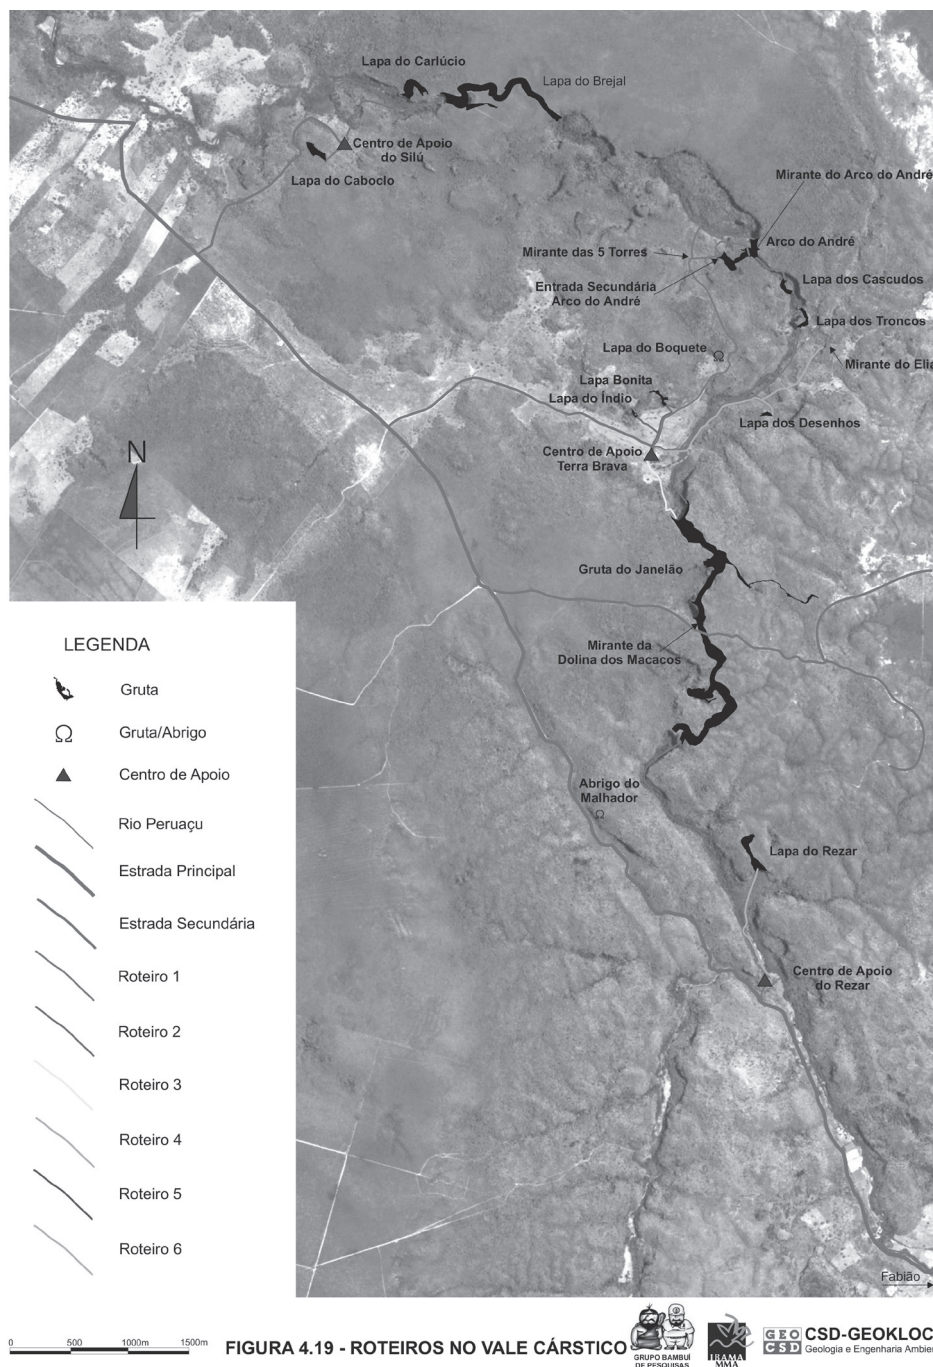 Lapa do Carlúcio
Lapa do Brejal
Centro de Apoio
do Silú
Lapa do Caboclo
Mirante do Arco do André
Arco do André
Mirante das 5 Torres
Entrada Secundária
Arco do André
Lapa dos Cascudos
Lapa dos Troncos
Lapa do Boquete
Mirante do Elia
Lapa Bonita
Lapa do Índio
Lapa dos Desenhos
Centro de Apoio
Terra Brava
N
Gruta do Janelão
Mirante da
Dolina dos Macacos
Abrigo do
Malhador
Lapa do Rezar
Centro de Apoio
do Rezar
Fabião
LEGENDA
Gruta
Ω Gruta/Abrigo
Centro de Apoio
Rio Peruaçu
Estrada Principal
Estrada Secundária
Roteiro 1
Roteiro 2
Roteiro 3
Roteiro 4
Roteiro 5
Roteiro 6
0 500 1000m 1500m
FIGURA 4.19 - ROTEIROS NO VALE CÁRSTICO
GRUPO BAMBUÍ
DE PESQUISAS
IBAMA
MMA
GEO
CSD
CSD-GEOKLOC
Geologia e Engenharia Ambien